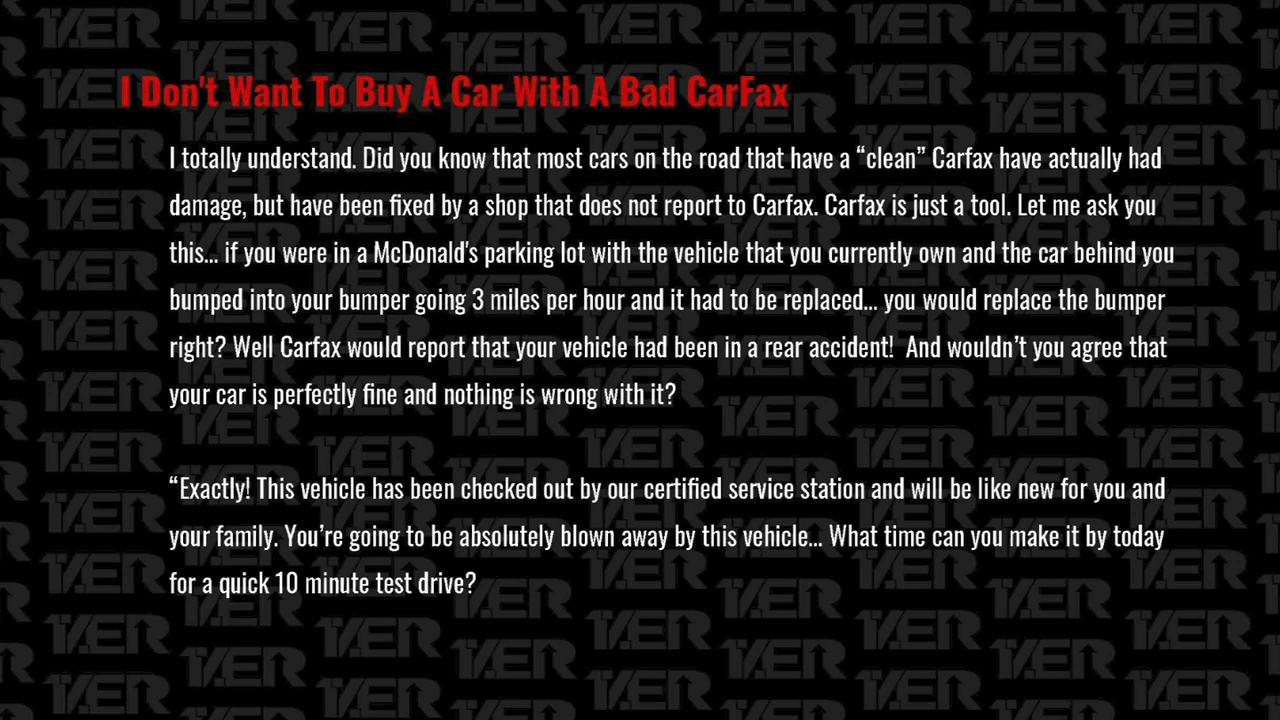 I Don't Want To Buy A Car With A Bad CarFax
I totally understand. Did you know that most cars on the road that have a “clean” Carfax have actually had
damage, but have been fixed by a shop that does not report to Carfax. Carfax is just a tool. Let me ask you
this... if you were in a McDonald's parking lot with the vehicle that you currently own and the car behind you
bumped into your bumper going 3 miles per hour and it had to be replaced... you would replace the bumper
right? Well Carfax would report that your vehicle had been in a rear accident!  And wouldn’t you agree that
your car is perfectly fine and nothing is wrong with it?
“Exactly! This vehicle has been checked out by our certified service station and will be like new for you and
your family. You’re going to be absolutely blown away by this vehicle... What time can you make it by today
for a quick 10 minute test drive?